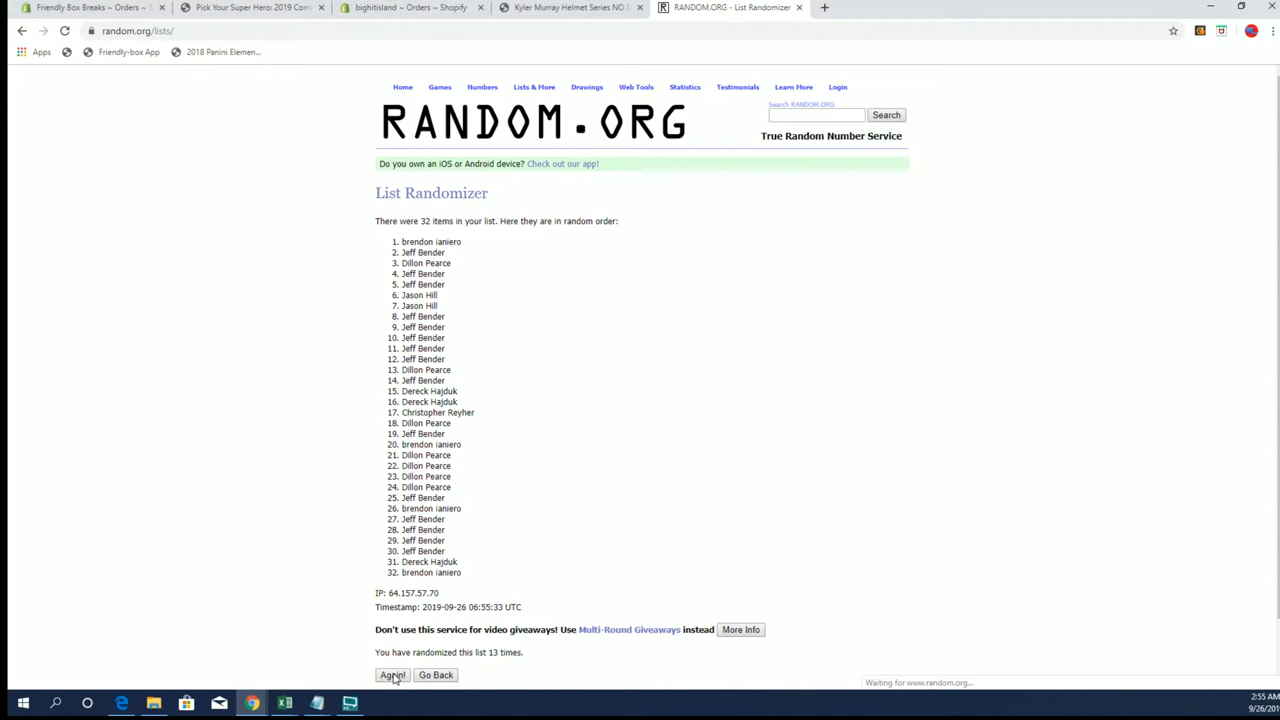 Friendly Box Breaks ~ Orders ~ S
Pick Your Super Hero: 2019 Com
bighitisland ~ Orders ~ Shopify
Kyler Murray Helmet Series NO D
RANDOM.ORG - List Randomizer
random.org/lists/
Apps
Friendly-box App
2018 Panini Elemen...
Home
Games
Numbers
Lists & More
Drawings
Web Tools
Statistics
Testimonials
Learn More
Login
RANDOM.ORG
Search RANDOM.ORG
Search
True Random Number Service
Do you own an iOS or Android device? Check out our app!
List Randomizer
There were 32 items in your list. Here they are in random order:
1. brendon ianiero
2. Jeff Bender
3. Dillon Pearce
4. Jeff Bender
5. Jeff Bender
6. Jason Hill
7. Jason Hill
8. Jeff Bender
9. Jeff Bender
10. Jeff Bender
11. Jeff Bender
12. Jeff Bender
13. Dillon Pearce
14. Jeff Bender
15. Dereck Hajduk
16. Dereck Hajduk
17. Christopher Reyher
18. Dillon Pearce
19. Jeff Bender
20. brendon ianiero
21. Dillon Pearce
22. Dillon Pearce
23. Dillon Pearce
24. Dillon Pearce
25. Jeff Bender
26. brendon ianiero
27. Jeff Bender
28. Jeff Bender
29. Jeff Bender
30. Jeff Bender
31. Dereck Hajduk
32. brendon ianiero
IP: 64.157.57.70
Timestamp: 2019-09-26 06:55:33 UTC
Don't use this service for video giveaways! Use Multi-Round Giveaways instead
More Info
You have randomized this list 13 times.
Again!
Go Back
Waiting for www.random.org...
2:55 AM
9/26/201